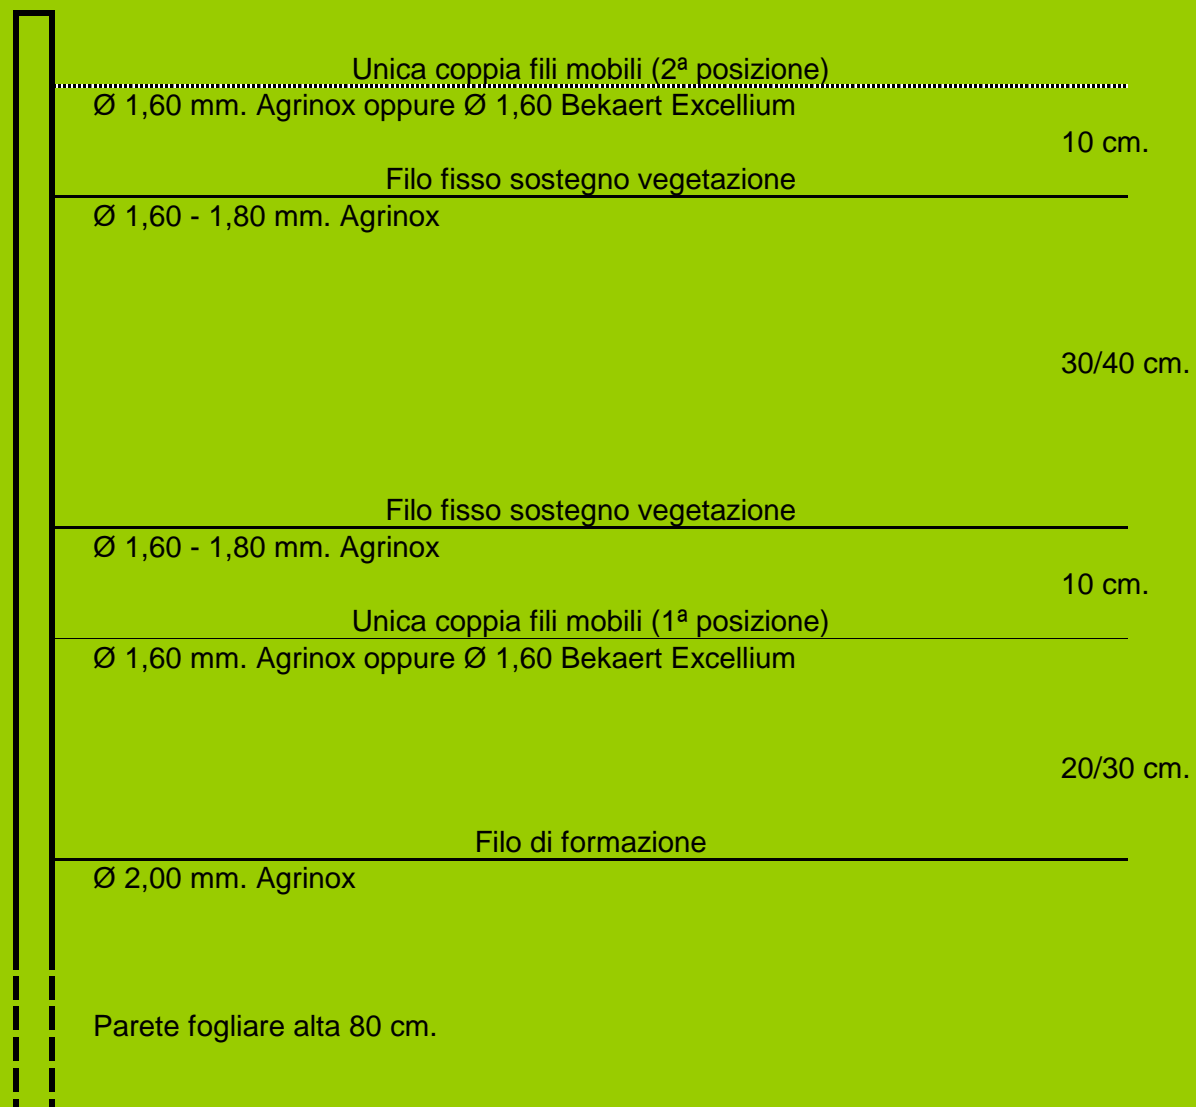 Unica coppia fili mobili (2ª posizione)
Ø 1,60 mm. Agrinox oppure Ø 1,60 Bekaert Excellium
10 cm.
Filo fisso sostegno vegetazione
Ø 1,60 - 1,80 mm. Agrinox
30/40 cm.
Filo fisso sostegno vegetazione
Ø 1,60 - 1,80 mm. Agrinox
10 cm.
Unica coppia fili mobili (1ª posizione)
Ø 1,60 mm. Agrinox oppure Ø 1,60 Bekaert Excellium
20/30 cm.
Filo di formazione
Ø 2,00 mm. Agrinox
Parete fogliare alta 80 cm.